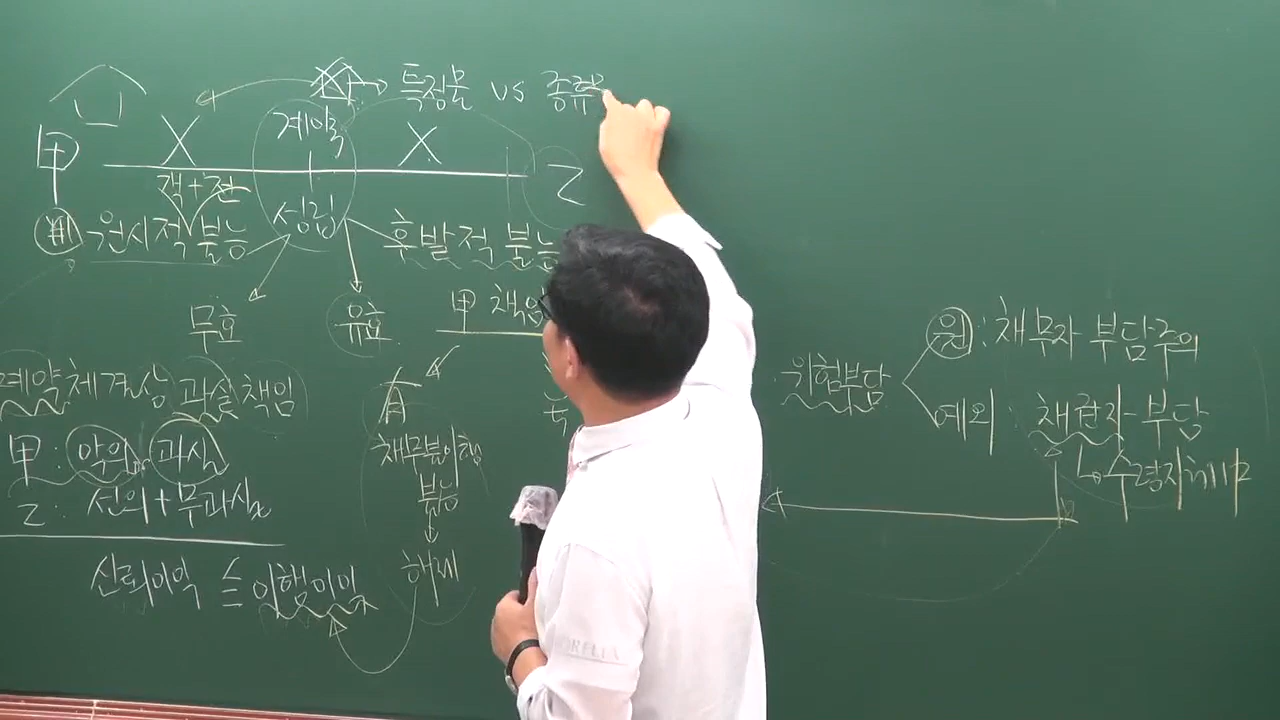 특정물 vs 종류
계약
甲 X X 乙
객+전
원시적 불능 성립 후발적 불능
무효 유효 甲 책임
계약체결상 과실책임
有
甲: 악의 or 과실
채무불이행
불능
乙: 선의+무과실
해제
신뢰이익 ≦ 이행이익
위험부담
원: 채무자 부담주의
예외: 채권자 부담
수령지체 中